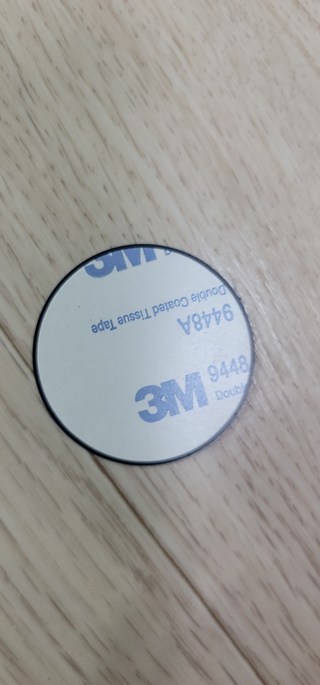 3M
Double Coated Tissue Tape
9448A
3M 9448
Doub